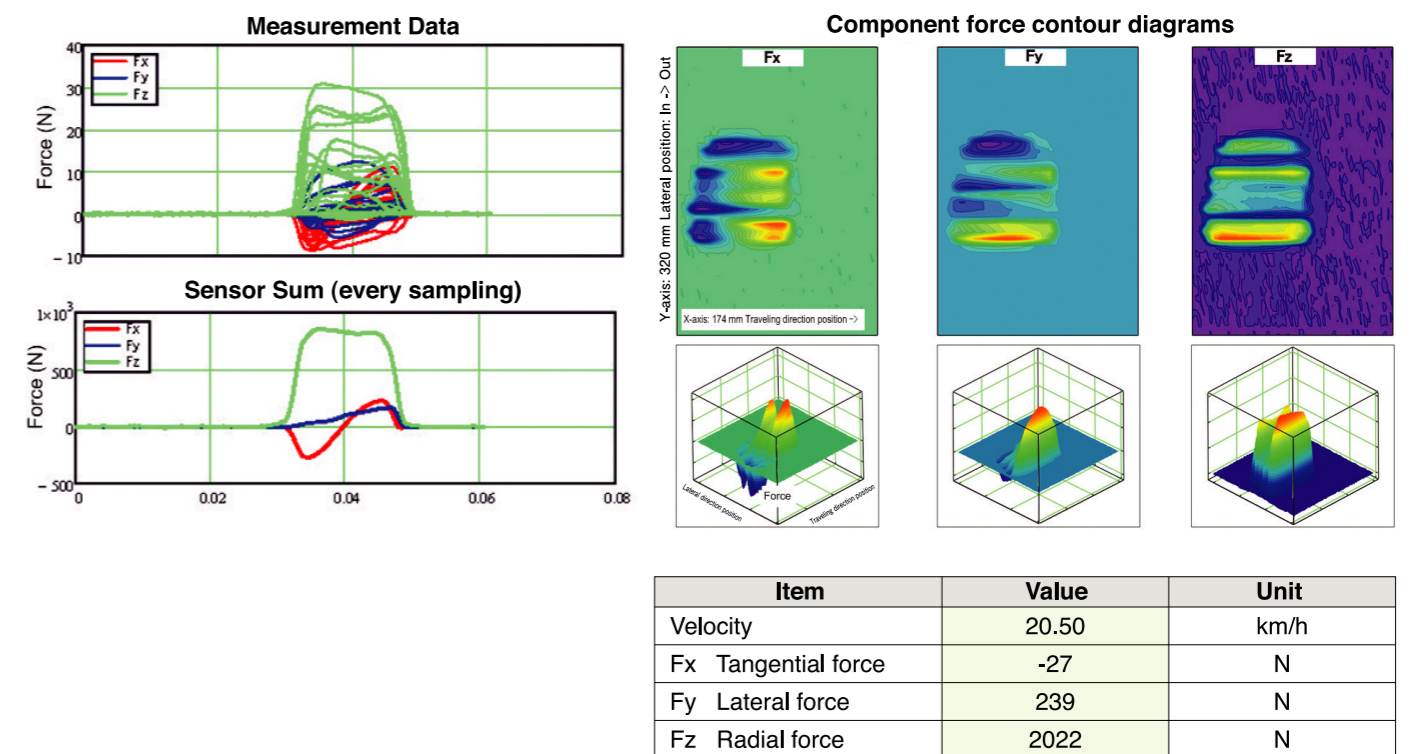 Measurement Data
40
30
20
10
0
− 10
Force (N)
Fx
Fy
Fz
Sensor Sum (every sampling)
1×10³
500
0
− 500
Force (N)
Fx
Fy
Fz
0
0.02
0.04
0.06
0.08
Component force contour diagrams
Fx
Fy
Fz
Y-axis: 320 mm Lateral position: In -> Out
X-axis: 174 mm Traveling direction position ->
Lateral direction position
Force
Traveling direction position
Item Value Unit
Velocity 20.50 km/h
Fx Tangential force -27 N
Fy Lateral force 239 N
Fz Radial force 2022 N